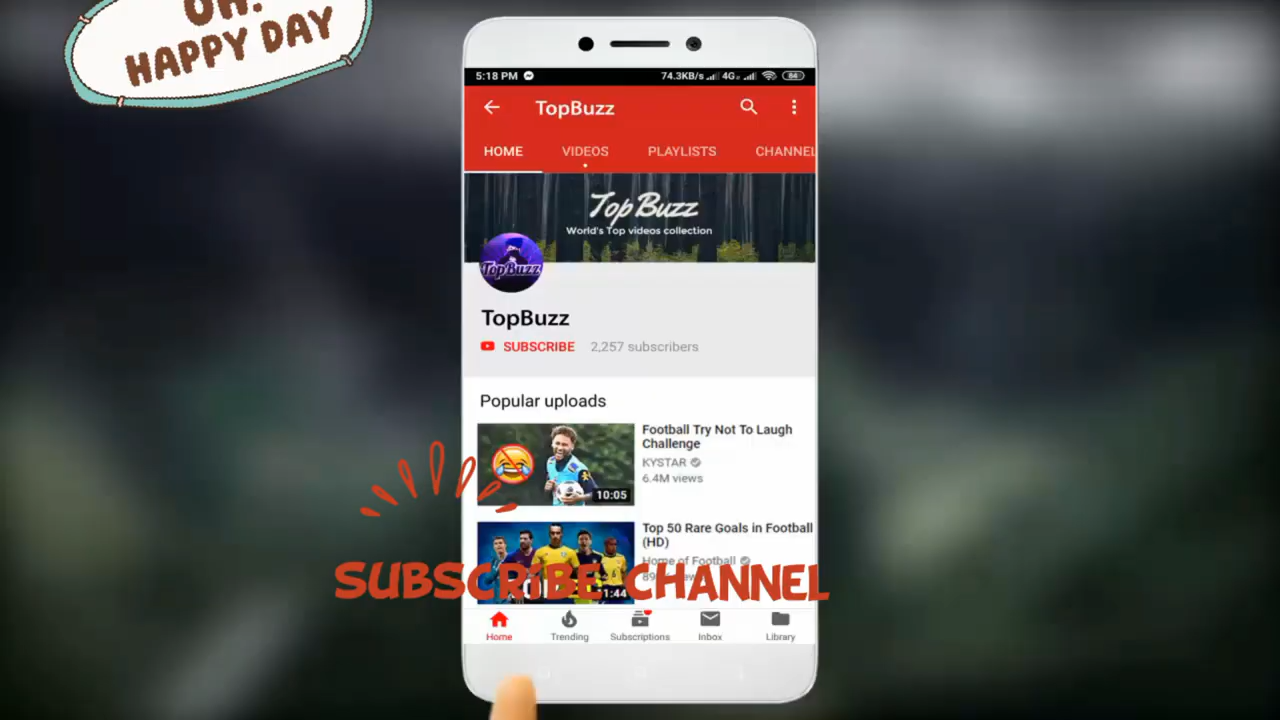 OH!
HAPPY DAY
5:18 PM
74.3KB/s
4G
64
TopBuzz
HOME
VIDEOS
PLAYLISTS
CHANNEL
Top Buzz
World's Top videos collection
TopBuzz
TopBuzz
SUBSCRIBE 2,257 subscribers
Popular uploads
Football Try Not To Laugh
Challenge
KYSTAR
6.4M views
10:05
Top 50 Rare Goals in Football
(HD)
Home of Football
1:44
SUBSCRIBE CHANNEL
Home
Trending
Subscriptions
Inbox
Library